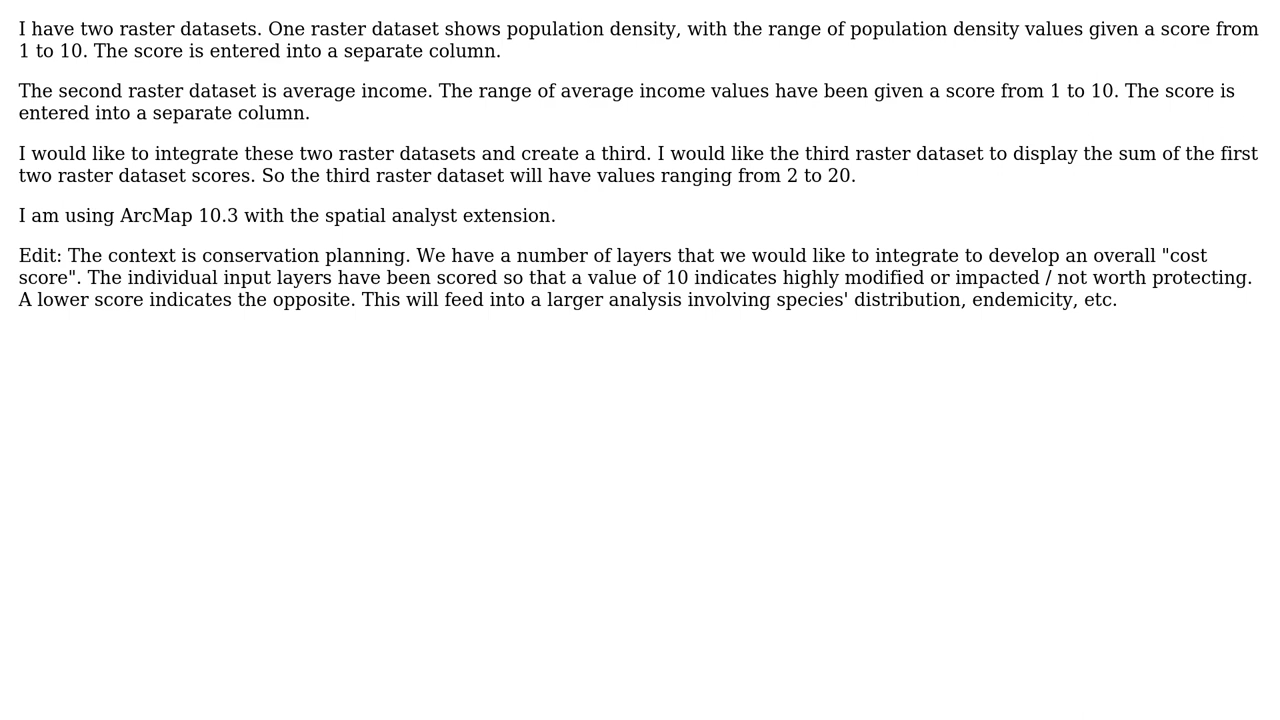 I have two raster datasets. One raster dataset shows population density, with the range of population density values given a score from
1 to 10. The score is entered into a separate column.
The second raster dataset is average income. The range of average income values have been given a score from 1 to 10. The score is
entered into a separate column.
I would like to integrate these two raster datasets and create a third. I would like the third raster dataset to display the sum of the first
two raster dataset scores. So the third raster dataset will have values ranging from 2 to 20.
I am using ArcMap 10.3 with the spatial analyst extension.
Edit: The context is conservation planning. We have a number of layers that we would like to integrate to develop an overall "cost
score". The individual input layers have been scored so that a value of 10 indicates highly modified or impacted / not worth protecting.
A lower score indicates the opposite. This will feed into a larger analysis involving species' distribution, endemicity, etc.